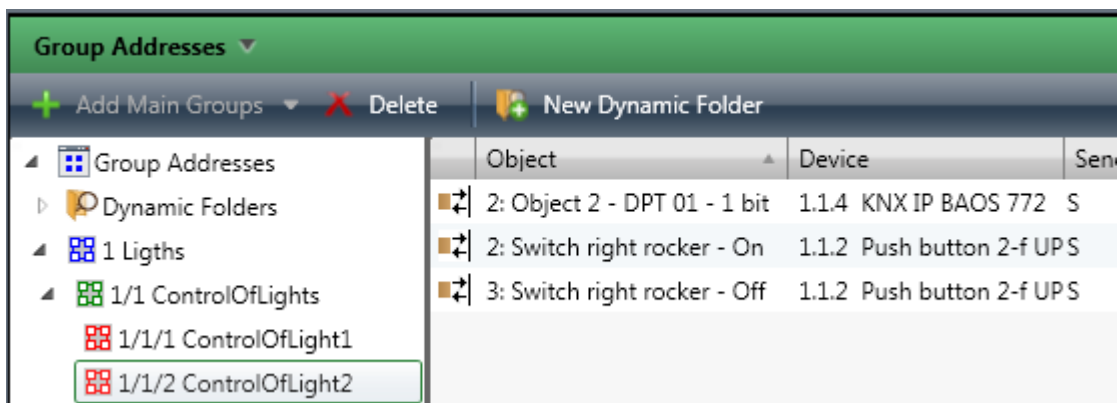 Group Addresses
Add Main Groups Delete New Dynamic Folder
Group Addresses
Dynamic Folders
1 Ligths
1/1 ControlOfLights
1/1/1 ControlOfLight1
1/1/2 ControlOfLight2
Object Device Send
2: Object 2 - DPT 01 - 1 bit 1.1.4 KNX IP BAOS 772 S
2: Switch right rocker - On 1.1.2 Push button 2-f UP S
3: Switch right rocker - Off 1.1.2 Push button 2-f UP S